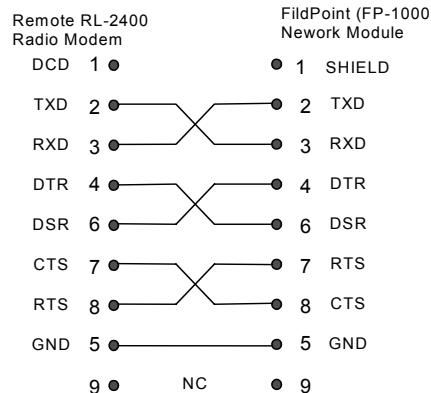 Remote RL-2400
Radio Modem
FildPoint (FP-1000
Nework Module
DCD 1 1 SHIELD
TXD 2 2 TXD
RXD 3 3 RXD
DTR 4 4 DTR
DSR 6 6 DSR
CTS 7 7 RTS
RTS 8 8 CTS
GND 5 5 GND
9 NC 9